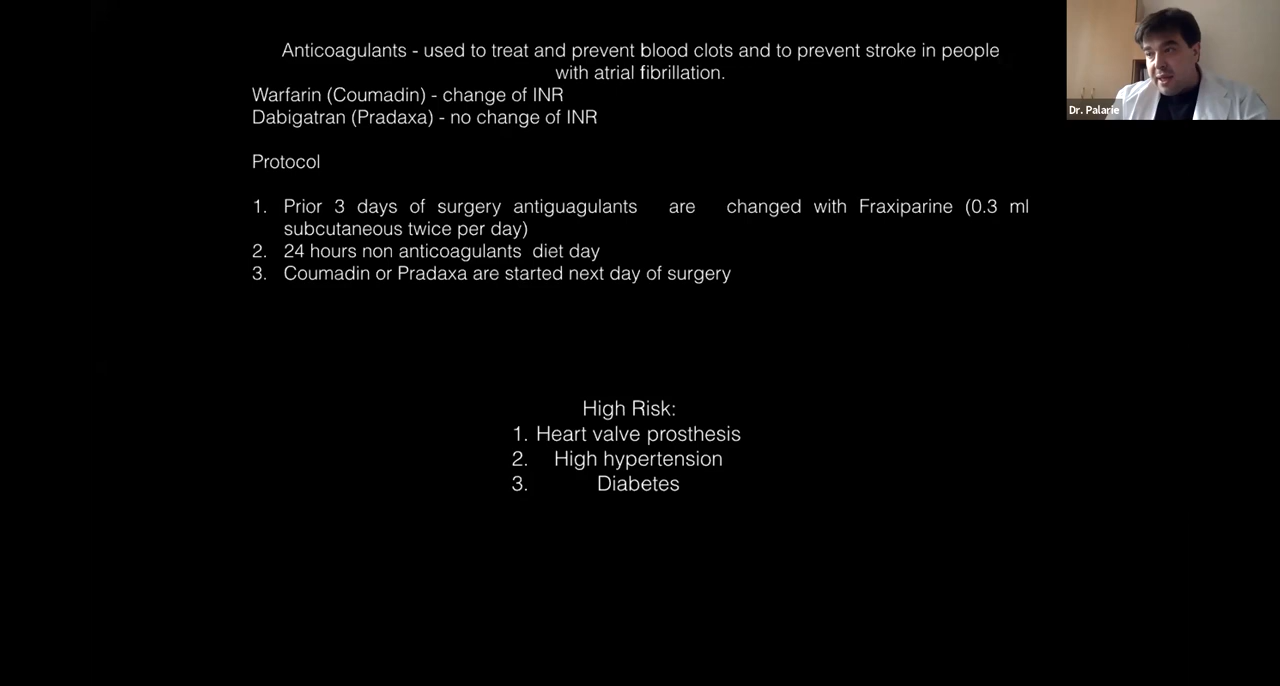 Anticoagulants - used to treat and prevent blood clots and to prevent stroke in people
with atrial fibrillation.
Warfarin (Coumadin) - change of INR
Dabigatran (Pradaxa) - no change of INR
Protocol
1. Prior 3 days of surgery antiguagulants are changed with Fraxiparine (0.3 ml
subcutaneous twice per day)
2. 24 hours non anticoagulants diet day
3. Coumadin or Pradaxa are started next day of surgery
High Risk:
1. Heart valve prosthesis
2. High hypertension
3. Diabetes
Dr. Palarie